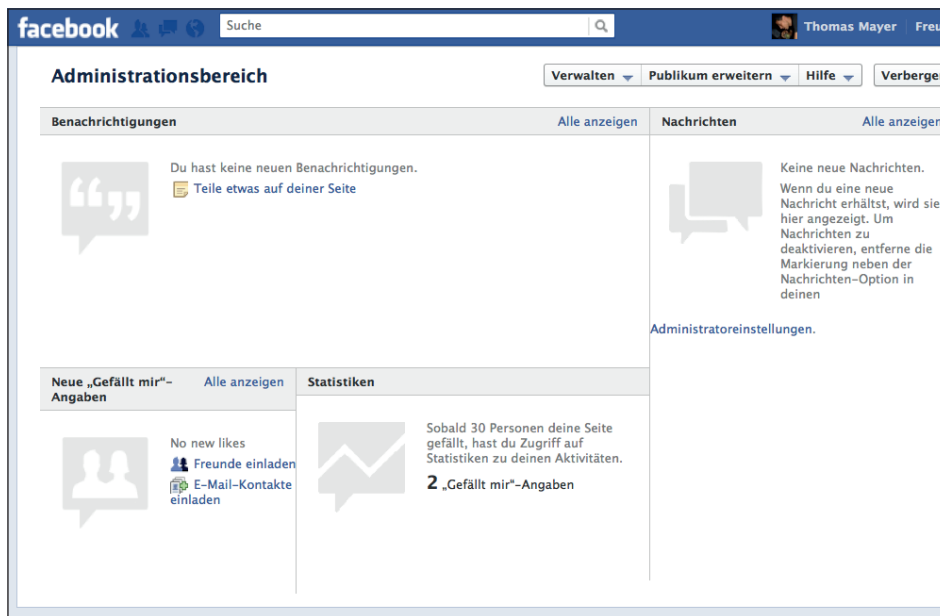 facebook
Suche
Thomas Mayer
Administrationsbereich
Verwalten
Publikum erweitern
Hilfe
Benachrichtigungen
Alle anzeigen
Du hast keine neuen Benachrichtigungen.
Teile etwas auf deiner Seite
Nachrichten
Alle anzeigen
Keine neue Nachrichten.
Wenn du eine neue
Nachricht erhältst, wird sie
hier angezeigt. Um
Nachrichten zu
deaktivieren, entferne die
Markierung neben der
Nachrichten-Option in
deinen
Administratoreinstellungen.
Neue „Gefällt mir“-
Angaben
Alle anzeigen
No new likes
Freunde einladen
E-Mail-Kontakte
einladen
Statistiken
Sobald 30 Personen deine Seite
gefällt, hast du Zugriff auf
Statistiken zu deinen Aktivitäten.
2 „Gefällt mir“-Angaben